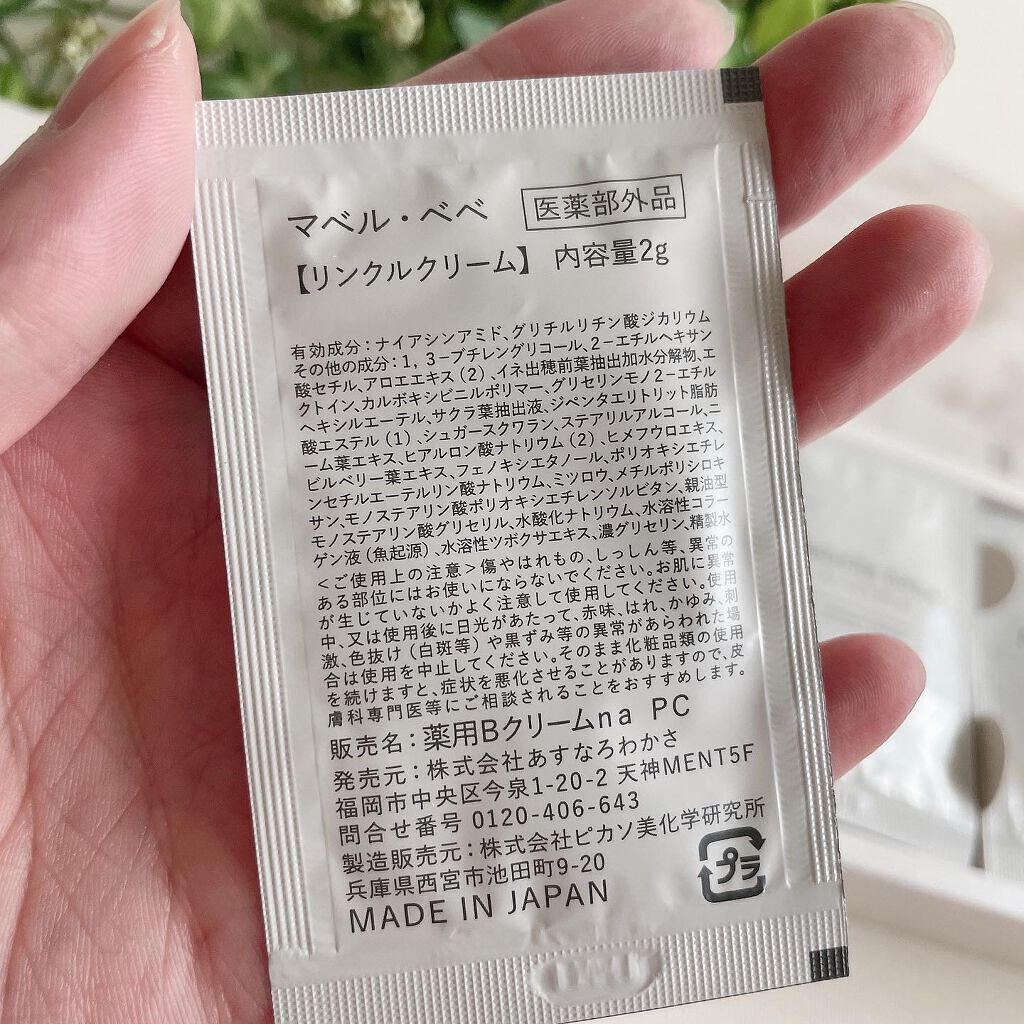 マベル・べべ 医薬部外品
【リンクルクリーム】 内容量2g
有効成分：ナイアシンアミド、グリチルリチン酸ジカリウム
その他の成分：1，3−ブチレングリコール、2−エチルヘキサン
酸セチル、アロエエキス（2）、イネ出穂前葉抽出加水分解物、エ
クトイン、カルボキシビニルポリマー、グリセリンモノ2−エチル
ヘキシルエーテル、サクラ葉抽出液、ジペンタエリトリット脂肪
酸エステル（1）、シュガースクワラン、ステアリルアルコール、ニ
ーム葉エキス、ヒアルロン酸ナトリウム（2）、ヒメフウロエキス、
ビルベリー葉エキス、フェノキシエタノール、ポリオキシエチレ
ンセチルエーテルリン酸ナトリウム、ミツロウ、メチルポリシロキ
サン、モノステアリン酸ポリオキシエチレンソルビタン、親油型
モノステアリン酸グリセリル、水酸化ナトリウム、水溶性コラー
ゲン液（魚起源）、水溶性ツボクサエキス、濃グリセリン、精製水
＜ご使用上の注意＞傷やはれもの、しっしん等、異常の
ある部位にはお使いにならないでください。お肌に異常
が生じていないかよく注意して使用してください。使用
中、又は使用後に日光があたって、赤味、はれ、かゆみ、刺
激、色抜け（白斑等）や黒ずみ等の異常があらわれた場
合は使用を中止してください。そのまま化粧品類の使用
を続けますと、症状を悪化させることがありますので、皮
膚科専門医等にご相談されることをおすすめします。
販売名：薬用Bクリームna PC
発売元：株式会社あすなろわかさ
福岡市中央区今泉1-20-2 天神MENT5F
問合せ番号 0120-406-643
製造販売元：株式会社ピカソ美化学研究所
兵庫県西宮市池田町9-20
MADE IN JAPAN
プラ